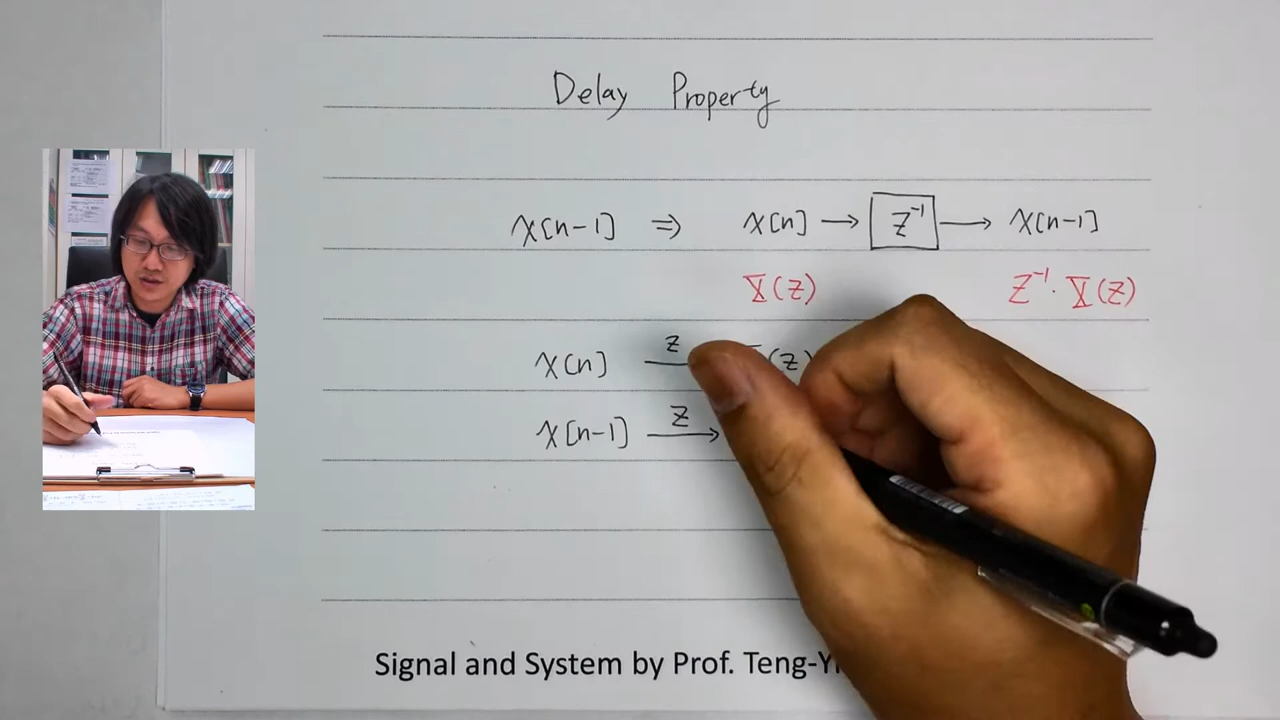 Delay Property
x[n-1] ⇒ x[n] → Z⁻¹ → x[n-1]
X(z) Z⁻¹ · X(z)
x[n] z (z)
x[n-1] z →
Signal and System by Prof. Teng-Y